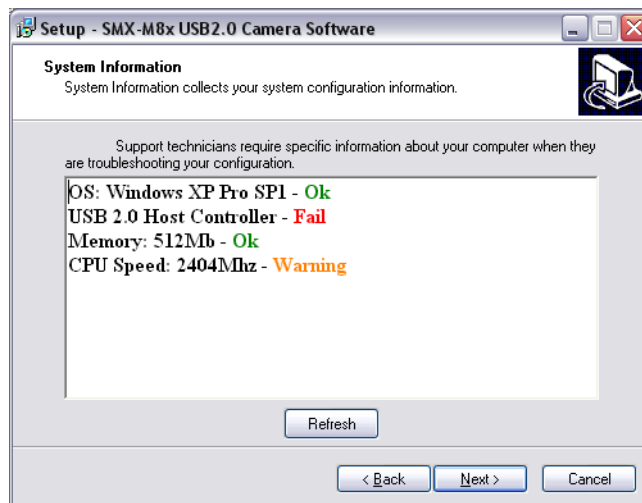 Setup - SMX-M8x USB2.0 Camera Software
System Information
System Information collects your system configuration information.
Support technicians require specific information about your computer when they
are troubleshooting your configuration.
OS: Windows XP Pro SP1 - Ok
USB 2.0 Host Controller - Fail
Memory: 512Mb - Ok
CPU Speed: 2404Mhz - Warning
Refresh
< Back
Next >
Cancel